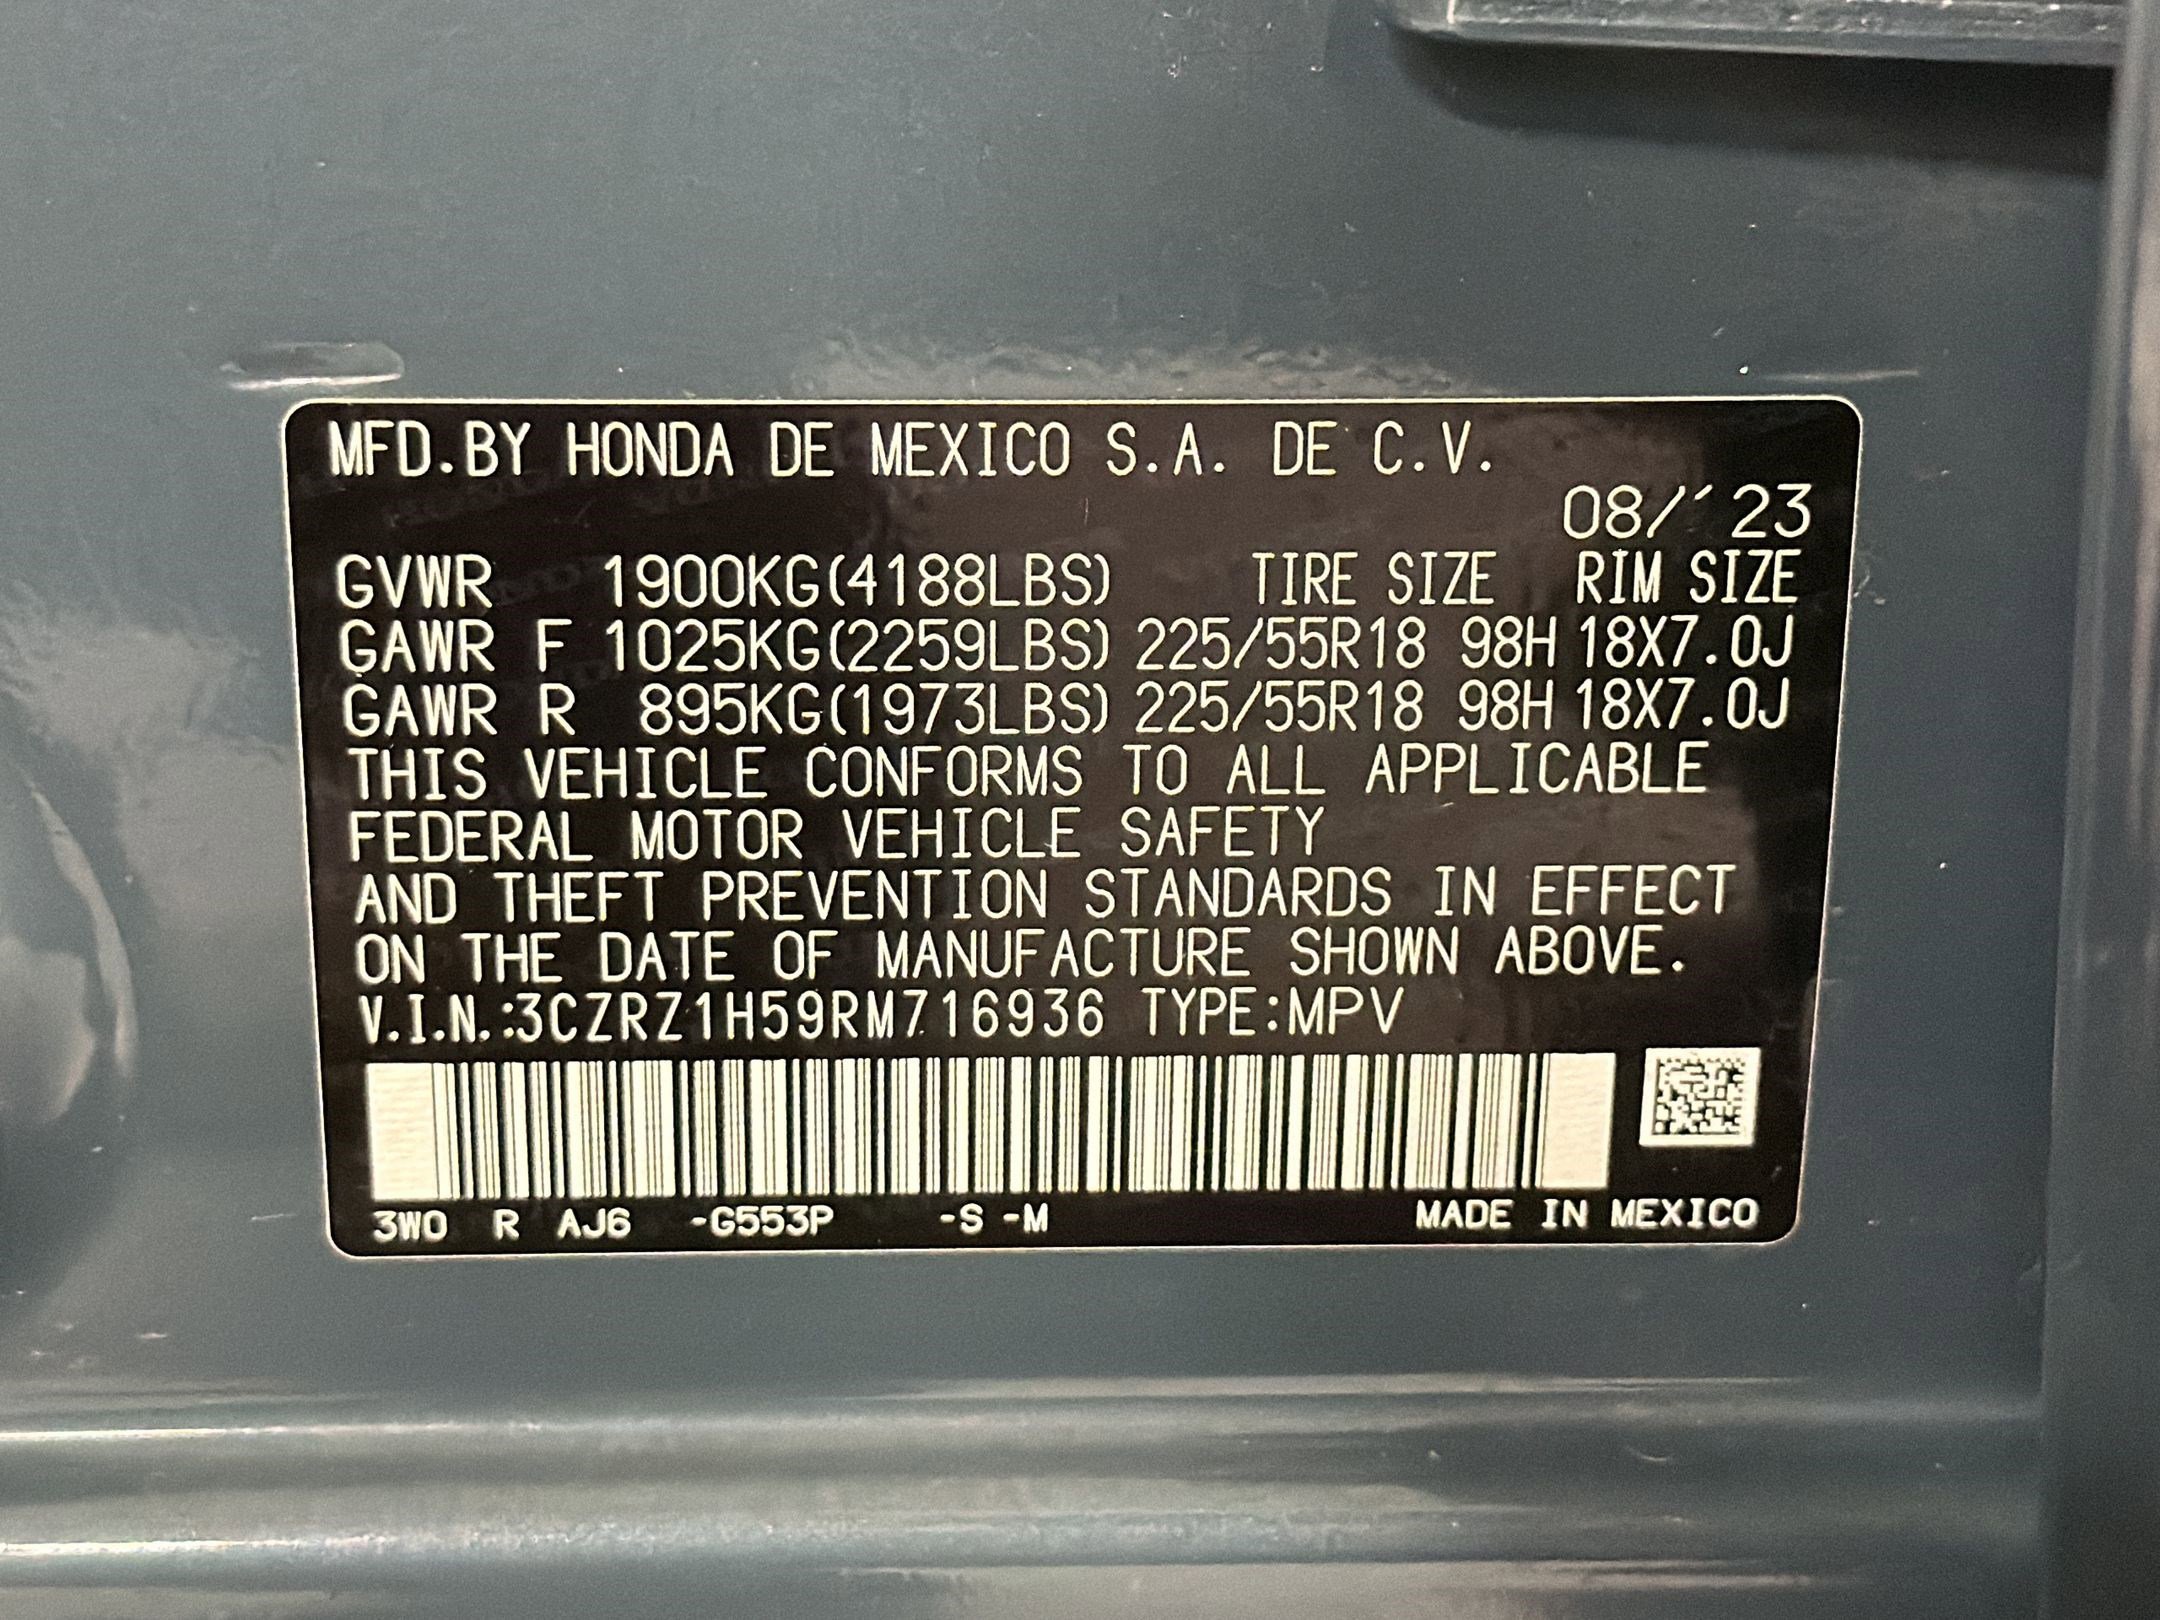 MFD.BY HONDA DE MEXICO S.A. DE C.V.
08/'23
GVWR 1900KG(4188LBS) TIRE SIZE RIM SIZE
GAWR F 1025KG(2259LBS) 225/55R18 98H 18X7.0J
GAWR R 895KG(1973LBS) 225/55R18 98H 18X7.0J
THIS VEHICLE CONFORMS TO ALL APPLICABLE
FEDERAL MOTOR VEHICLE SAFETY
AND THEFT PREVENTION STANDARDS IN EFFECT
ON THE DATE OF MANUFACTURE SHOWN ABOVE.
V.I.N.:3CZRZ1H59RM716936 TYPE:MPV
3W0 R AJ6 -G553P -S -M MADE IN MEXICO